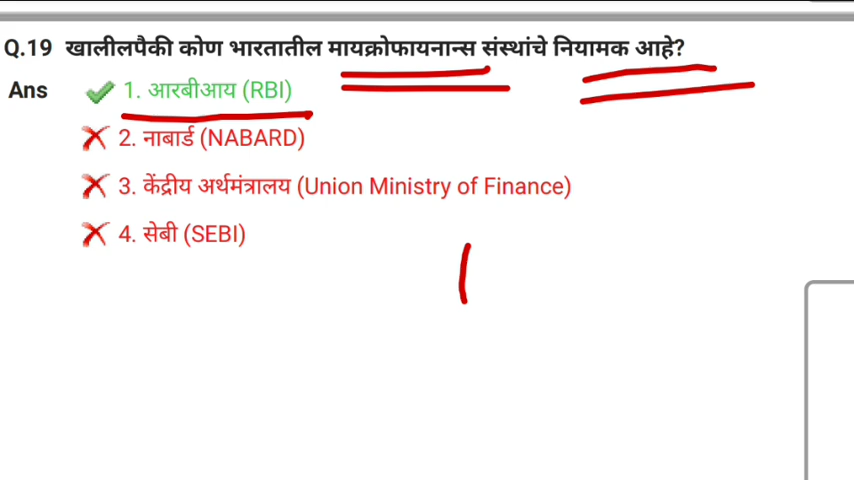 Q.19 खालीलपैकी कोण भारतातील मायक्रोफायनान्स संस्थांचे नियामक आहे?
Ans 1. आरबीआय (RBI)
2. नाबार्ड (NABARD)
3. केंद्रीय अर्थमंत्रालय (Union Ministry of Finance)
4. सेबी (SEBI)